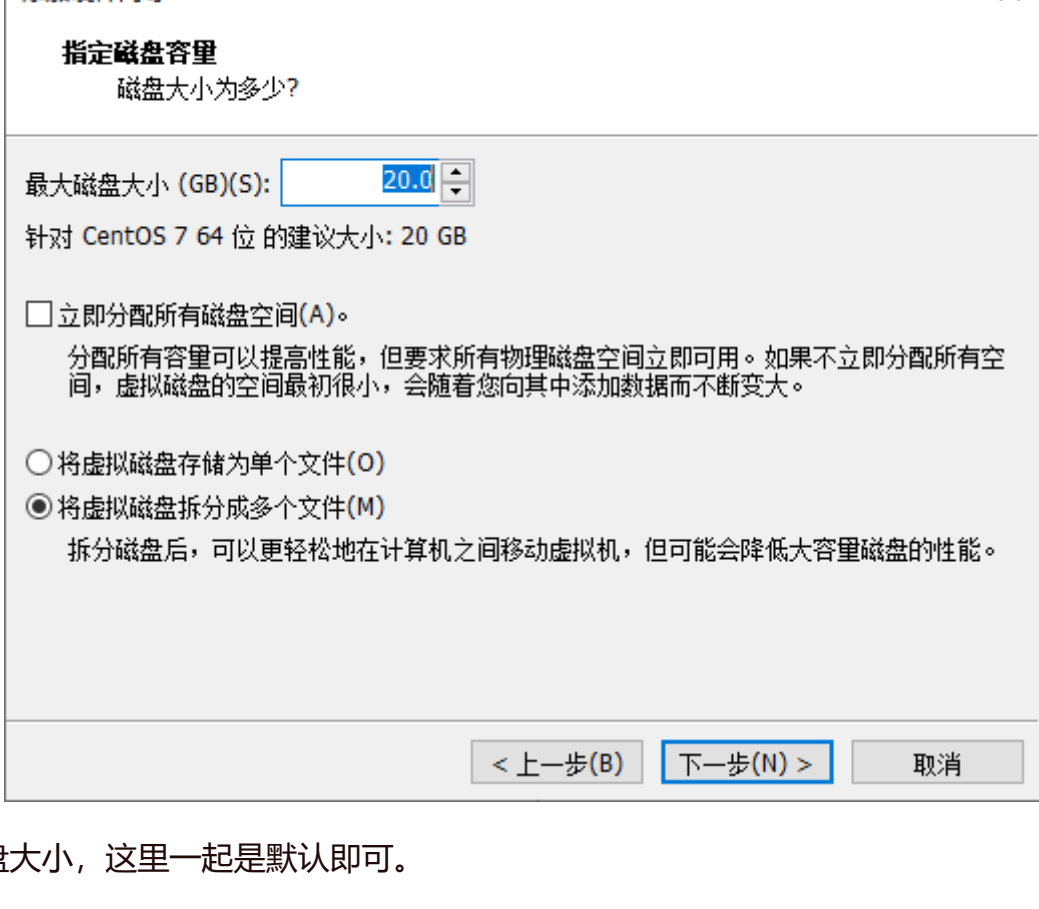 指定磁盘容量
磁盘大小为多少?
最大磁盘大小 (GB)(S): 20.0
针对 CentOS 7 64 位 的建议大小: 20 GB
立即分配所有磁盘空间(A)。
分配所有容量可以提高性能，但要求所有物理磁盘空间立即可用。如果不立即分配所有空
间，虚拟磁盘的空间最初很小，会随着您向其中添加数据而不断变大。
将虚拟磁盘存储为单个文件(O)
将虚拟磁盘拆分成多个文件(M)
拆分磁盘后，可以更轻松地在计算机之间移动虚拟机，但可能会降低大容量磁盘的性能。
< 上一步(B) 下一步(N) > 取消
盘大小，这里一起是默认即可。